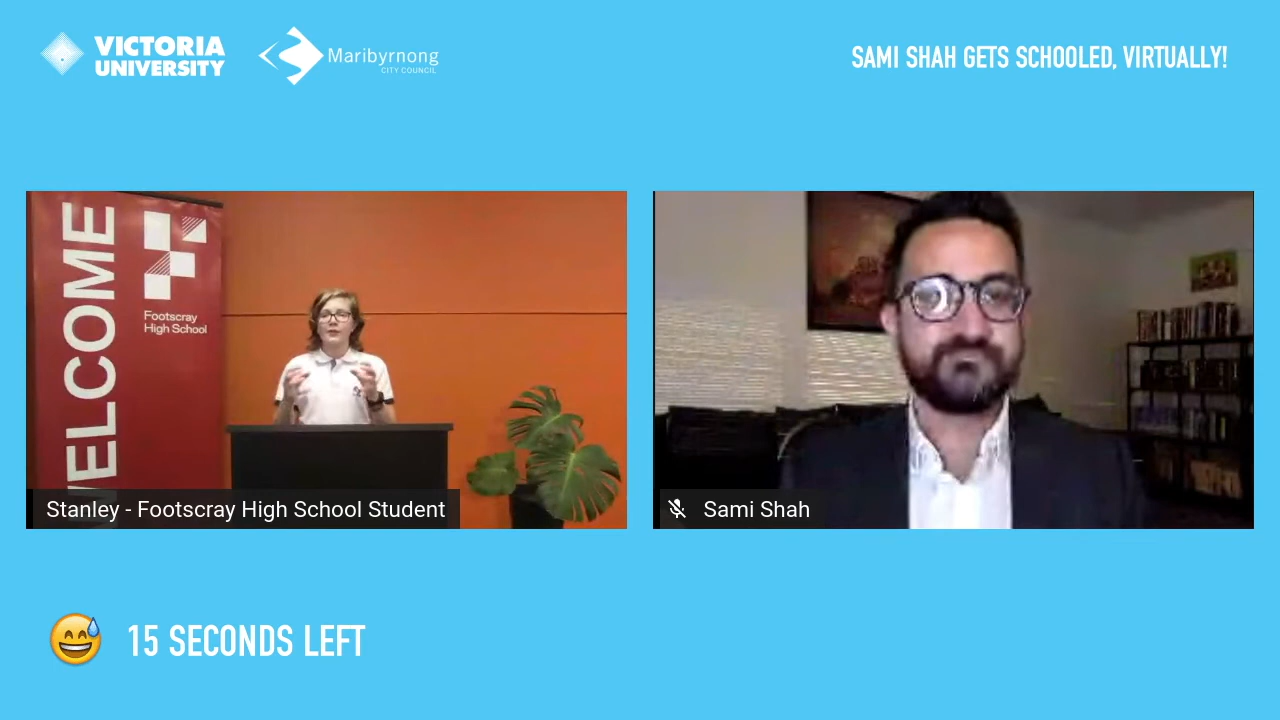 VICTORIA
UNIVERSITY
Maribyrnong
CITY COUNCIL
SAMI SHAH GETS SCHOOLED, VIRTUALLY!
WELCOME
Footscray
High School
Stanley - Footscray High School Student
Sami Shah
15 SECONDS LEFT